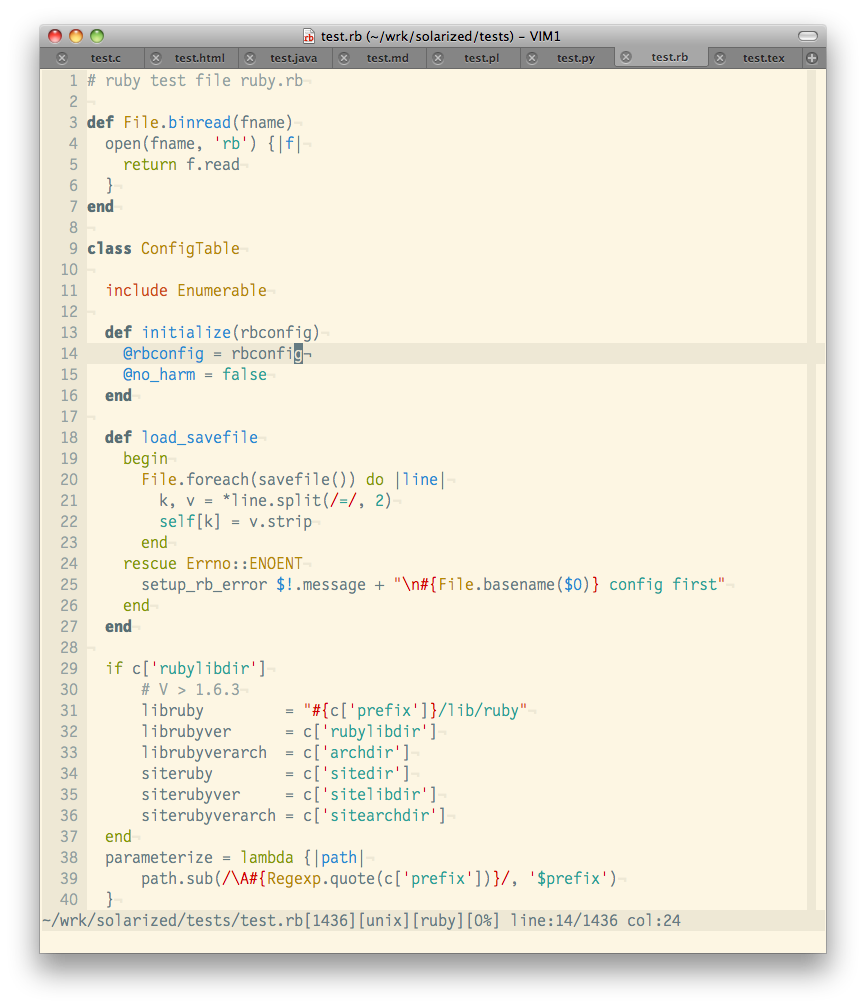 test.rb (~/wrk/solarized/tests) – VIM1
test.c test.html test.java test.md test.pl test.py test.rb test.tex
1 # ruby test file ruby.rb¬
2 ¬
3 def File.binread(fname)¬
4   open(fname, 'rb') {|f|¬
5     return f.read¬
6   }¬
7 end¬
8 ¬
9 class ConfigTable¬
10 ¬
11   include Enumerable¬
12 ¬
13   def initialize(rbconfig)¬
14     @rbconfig = rbconfig¬
15     @no_harm = false¬
16   end¬
17 ¬
18   def load_savefile¬
19     begin¬
20       File.foreach(savefile()) do |line|¬
21         k, v = *line.split(/=/, 2)¬
22         self[k] = v.strip¬
23       end¬
24     rescue Errno::ENOENT¬
25       setup_rb_error $!.message + "\n#{File.basename($0)} config first"¬
26     end¬
27   end¬
28 ¬
29   if c['rubylibdir']¬
30       # V > 1.6.3¬
31       libruby         = "#{c['prefix']}/lib/ruby"¬
32       librubyver      = c['rubylibdir']¬
33       librubyverarch  = c['archdir']¬
34       siteruby        = c['sitedir']¬
35       siterubyver     = c['sitelibdir']¬
36       siterubyverarch = c['sitearchdir']¬
37   end¬
38   parameterize = lambda {|path|¬
39       path.sub(/\A#{Regexp.quote(c['prefix'])}/, '$prefix')¬
40   }¬
~/wrk/solarized/tests/test.rb[1436][unix][ruby][0%] line:14/1436 col:24